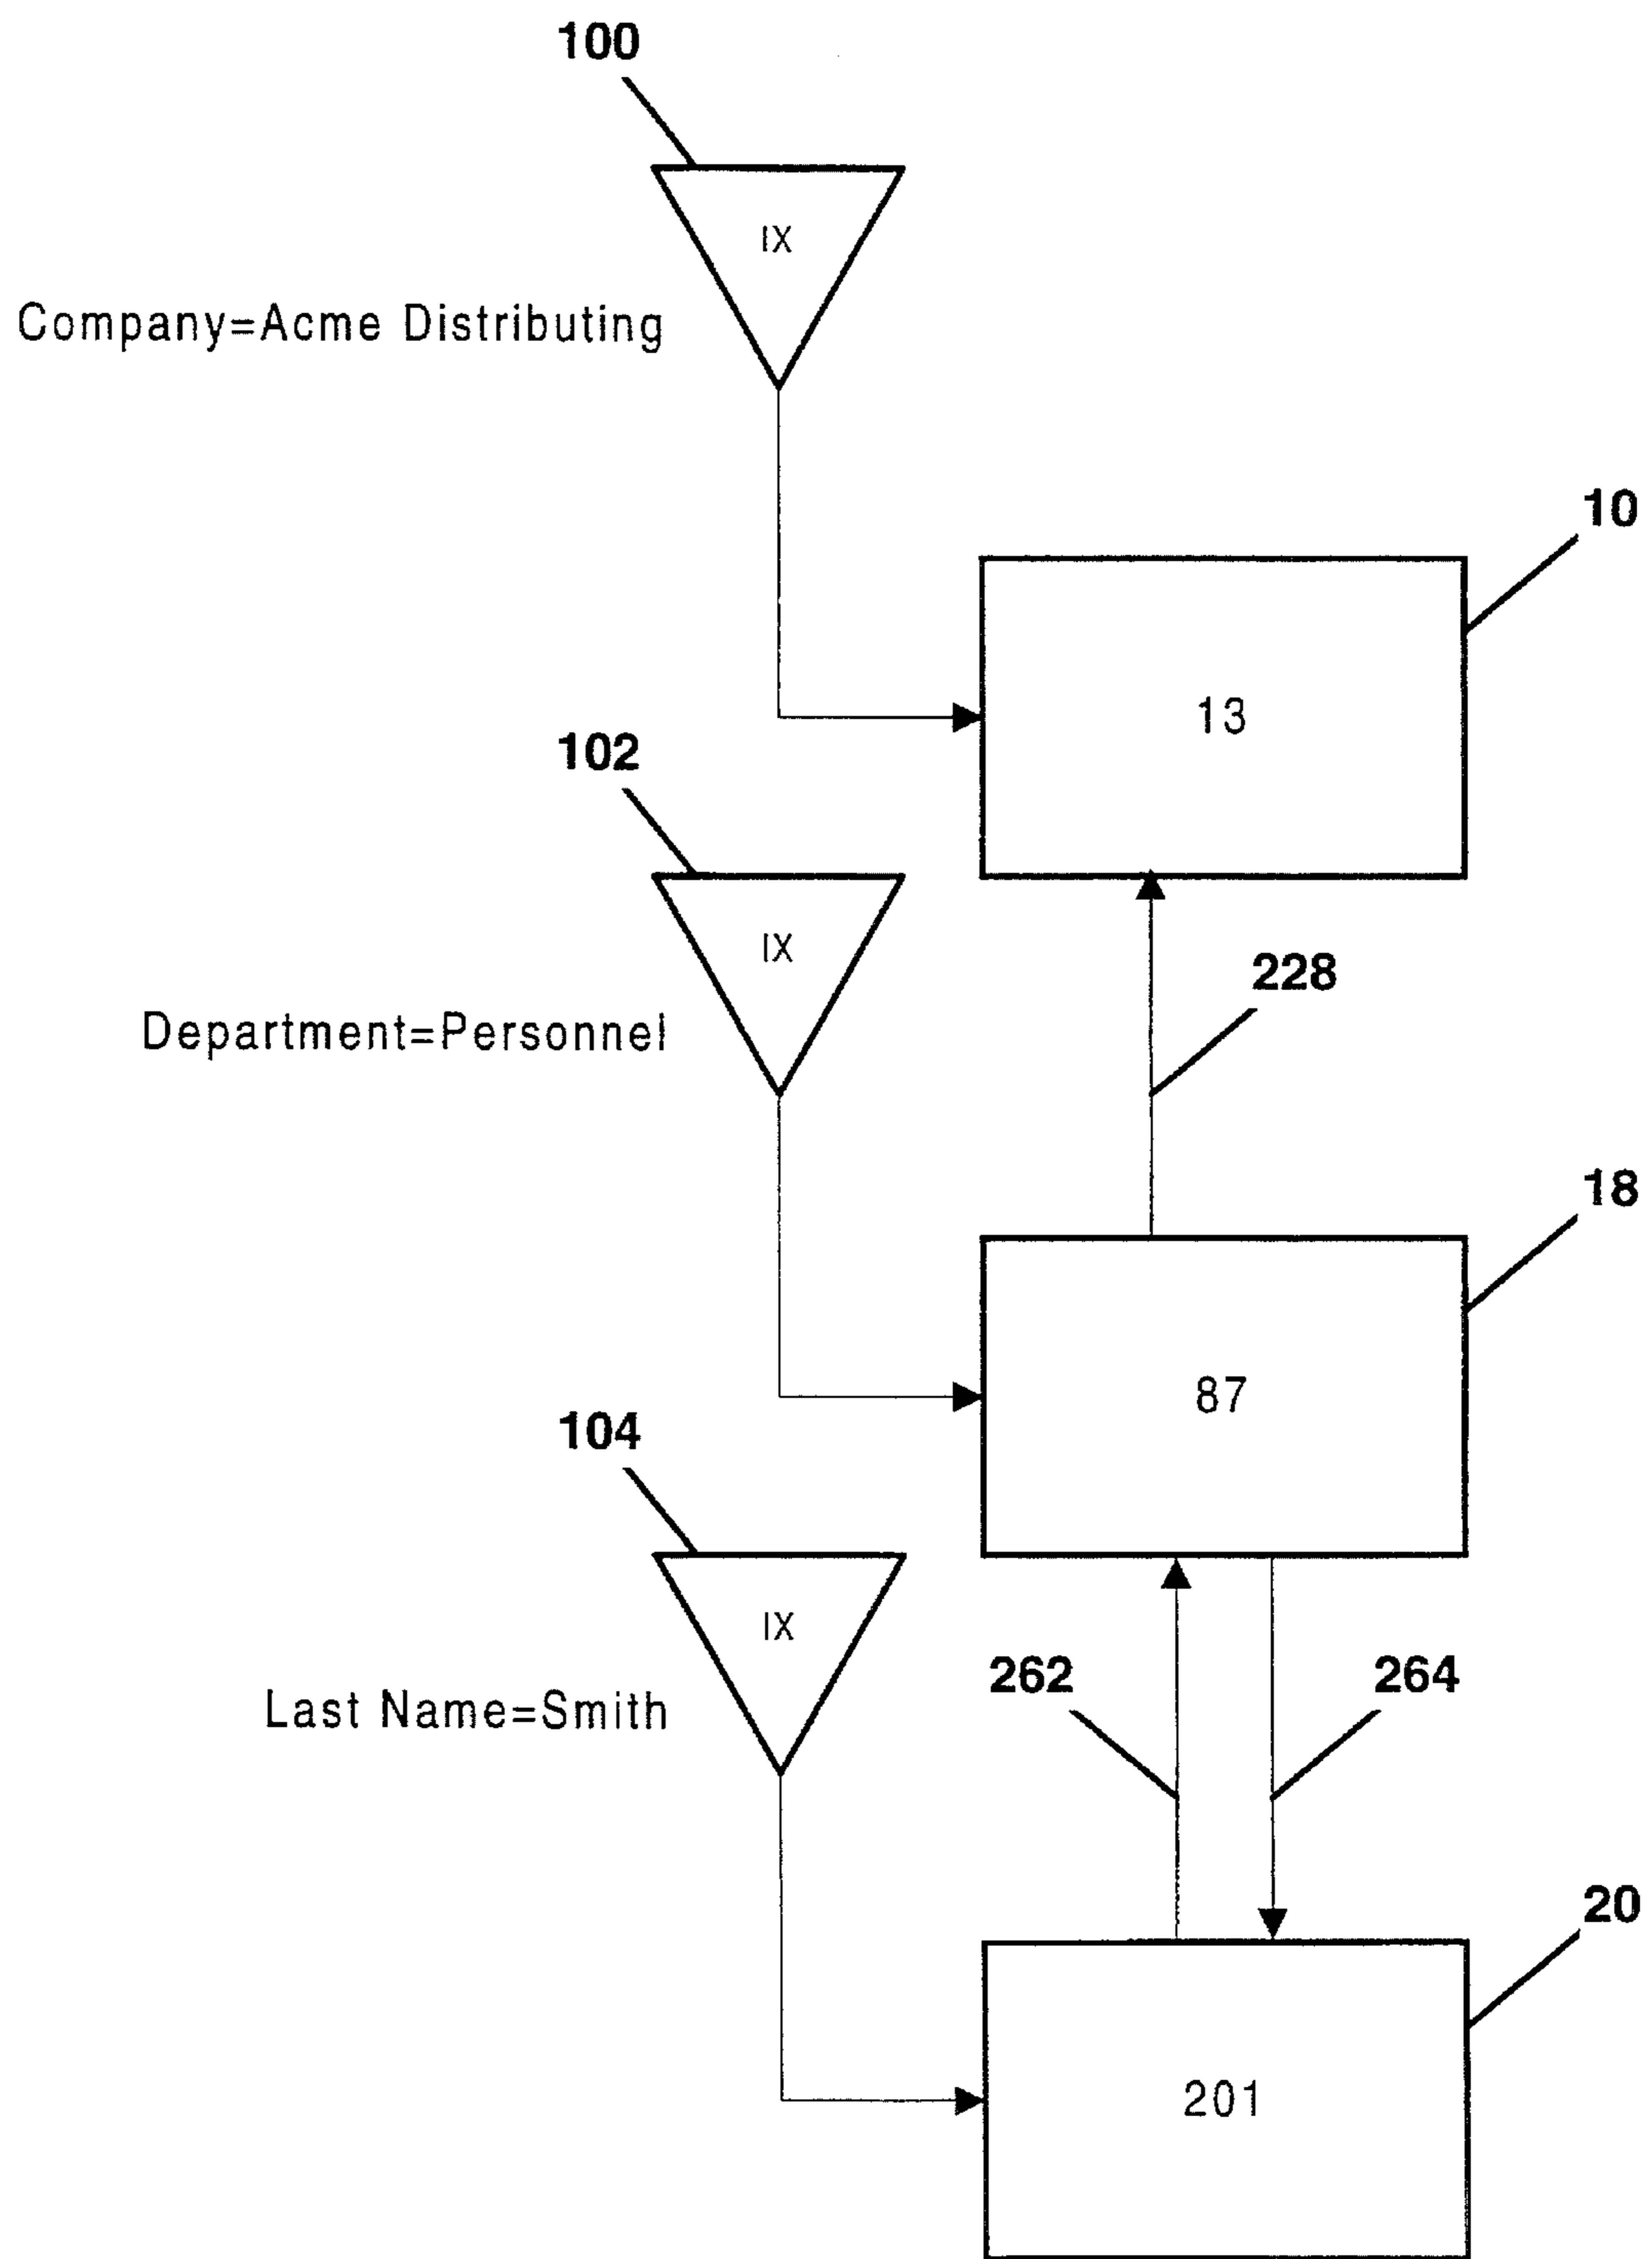 100
IX
Company=Acme Distributing
10
13
102
IX
228
Department=Personnel
18
87
104
IX
262
264
Last Name=Smith
20
201